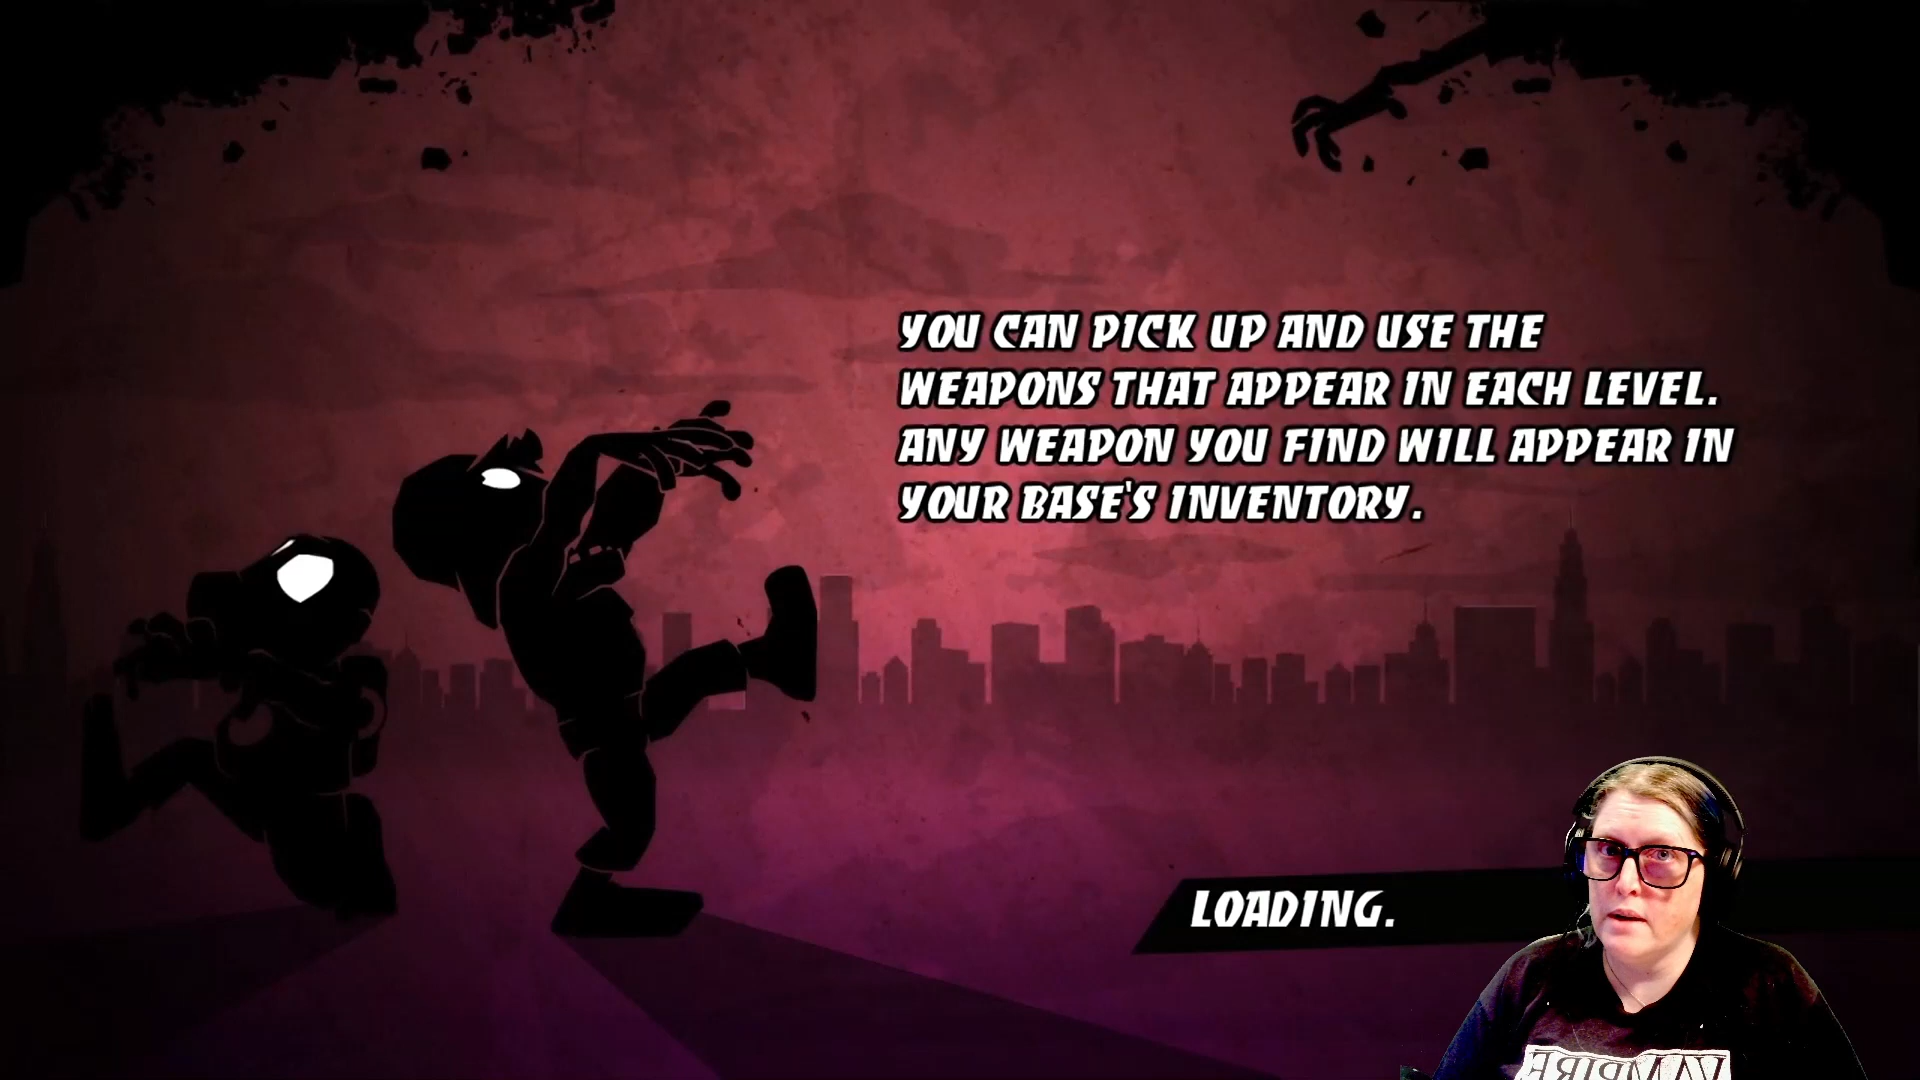 YOU CAN PICK UP AND USE THE
WEAPONS THAT APPEAR IN EACH LEVEL.
ANY WEAPON YOU FIND WILL APPEAR IN
YOUR BASE'S INVENTORY.
LOADING.
VAMPIRE